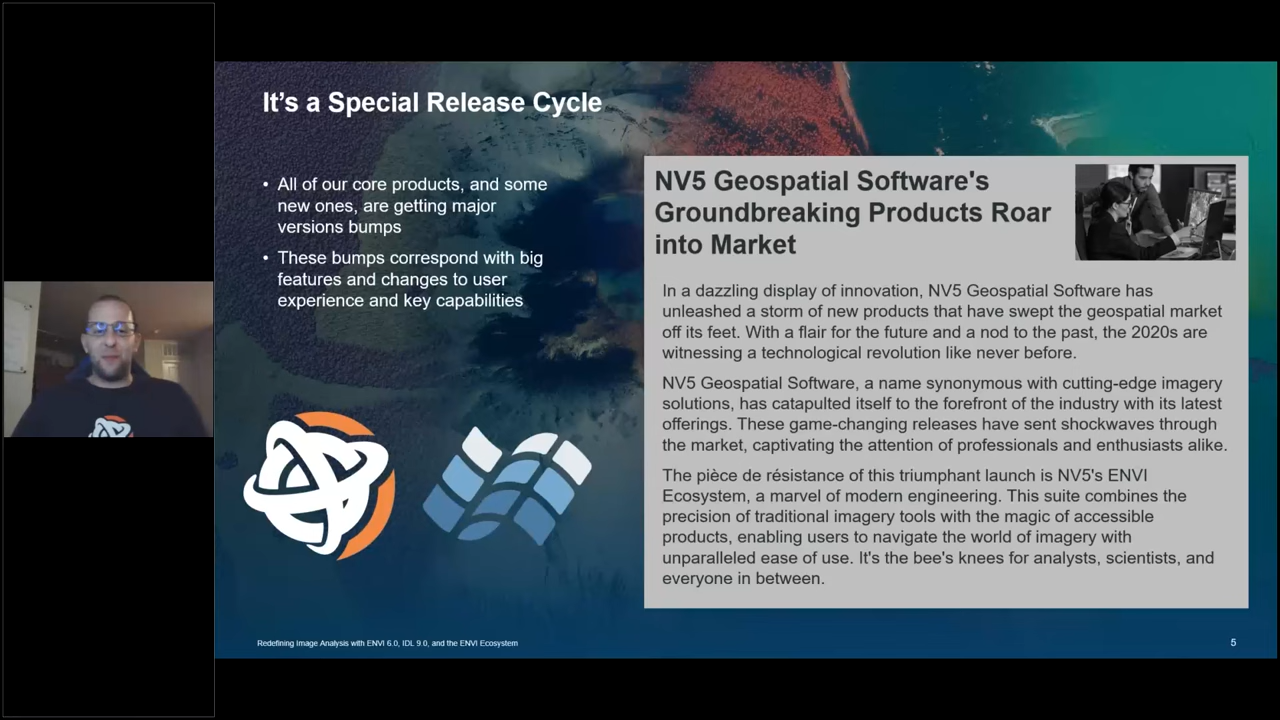 It's a Special Release Cycle
• All of our core products, and some
new ones, are getting major
versions bumps
• These bumps correspond with big
features and changes to user
experience and key capabilities
NV5 Geospatial Software's
Groundbreaking Products Roar
into Market
In a dazzling display of innovation, NV5 Geospatial Software has
unleashed a storm of new products that have swept the geospatial market
off its feet. With a flair for the future and a nod to the past, the 2020s are
witnessing a technological revolution like never before.
NV5 Geospatial Software, a name synonymous with cutting-edge imagery
solutions, has catapulted itself to the forefront of the industry with its latest
offerings. These game-changing releases have sent shockwaves through
the market, captivating the attention of professionals and enthusiasts alike.
The pièce de résistance of this triumphant launch is NV5's ENVI
Ecosystem, a marvel of modern engineering. This suite combines the
precision of traditional imagery tools with the magic of accessible
products, enabling users to navigate the world of imagery with
unparalleled ease of use. It's the bee's knees for analysts, scientists, and
everyone in between.
Redefining Image Analysis with ENVI 6.0, IDL 9.0, and the ENVI Ecosystem
5